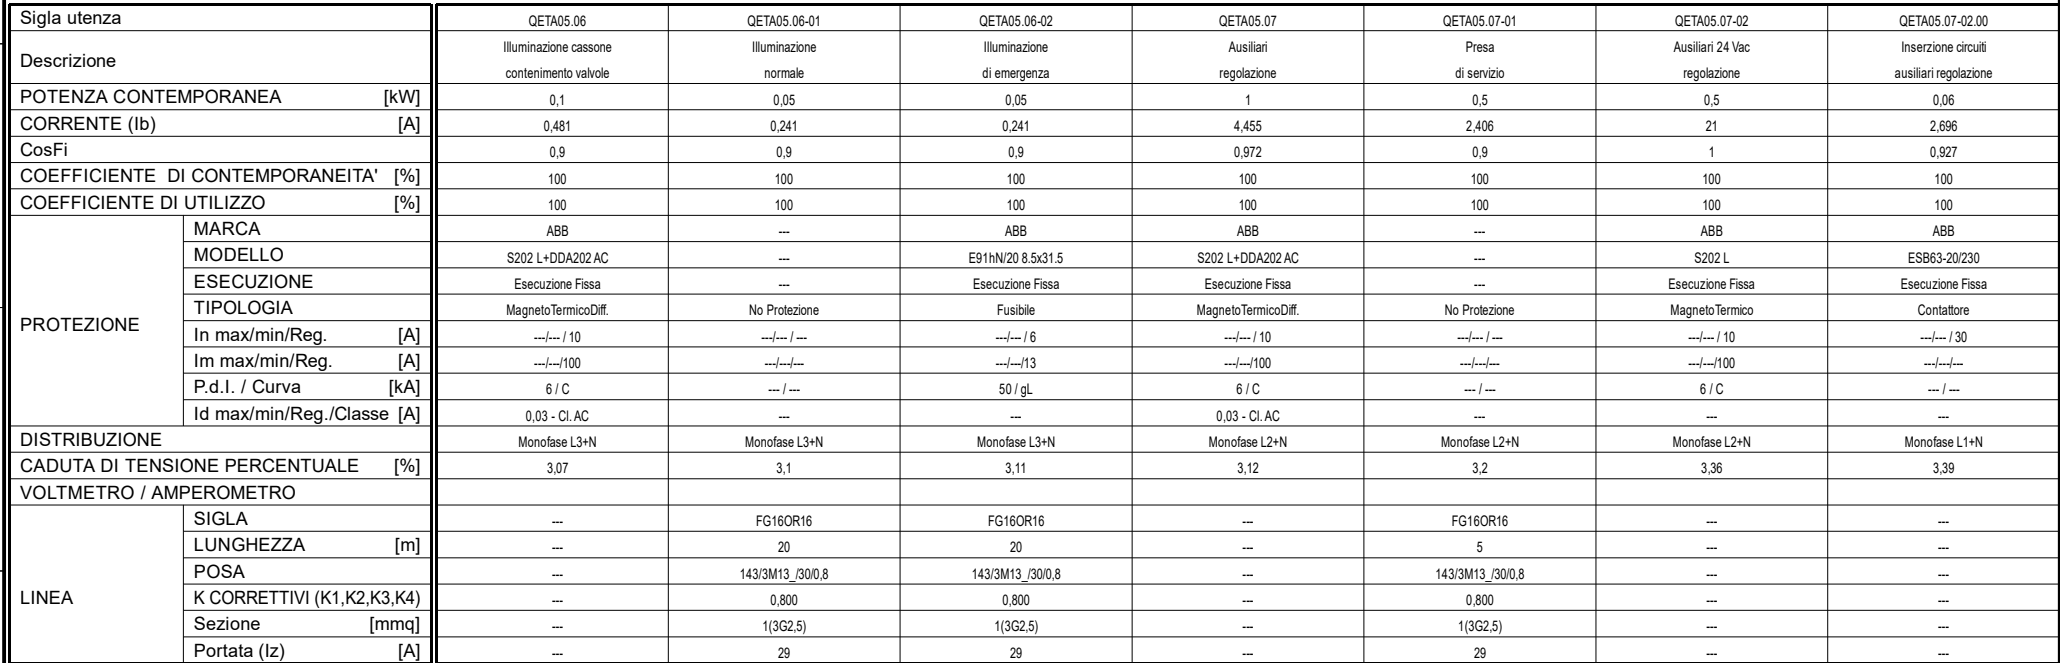 Sigla utenza QETA05.06 QETA05.06-01 QETA05.06-02 QETA05.07 QETA05.07-01 QETA05.07-02 QETA05.07-02.00
Descrizione Illuminazione cassone contenimento valvole Illuminazione normale Illuminazione di emergenza Ausiliari regolazione Presa di servizio Ausiliari 24 Vac regolazione Inserzione circuiti ausiliari regolazione
POTENZA CONTEMPORANEA [kW] 0,1 0,05 0,05 1 0,5 0,5 0,06
CORRENTE (Ib) [A] 0,481 0,241 0,241 4,455 2,406 21 2,696
CosFi 0,9 0,9 0,9 0,972 0,9 1 0,927
COEFFICIENTE DI CONTEMPORANEITA' [%] 100 100 100 100 100 100 100
COEFFICIENTE DI UTILIZZO [%] 100 100 100 100 100 100 100
PROTEZIONE
MARCA ABB --- ABB ABB --- ABB ABB
MODELLO S202 L+DDA202 AC --- E91hN/20 8.5x31.5 S202 L+DDA202 AC --- S202 L ESB63-20/230
ESECUZIONE Esecuzione Fissa --- Esecuzione Fissa Esecuzione Fissa --- Esecuzione Fissa Esecuzione Fissa
TIPOLOGIA MagnetoTermicoDiff. No Protezione Fusibile MagnetoTermicoDiff. No Protezione MagnetoTermico Contattore
In max/min/Reg. [A] ---/--- / 10 ---/--- / --- ---/--- / 6 ---/--- / 10 ---/--- / --- ---/--- / 10 ---/--- / 30
Im max/min/Reg. [A] ---/---/100 ---/---/--- ---/---/13 ---/---/100 ---/---/--- ---/---/100 ---/---/---
P.d.I. / Curva [kA] 6 / C --- / --- 50 / gL 6 / C --- / --- 6 / C --- / ---
Id max/min/Reg./Classe [A] 0,03 - Cl. AC --- --- 0,03 - Cl. AC --- --- ---
DISTRIBUZIONE Monofase L3+N Monofase L3+N Monofase L3+N Monofase L2+N Monofase L2+N Monofase L2+N Monofase L1+N
CADUTA DI TENSIONE PERCENTUALE [%] 3,07 3,1 3,11 3,12 3,2 3,36 3,39
VOLTMETRO / AMPEROMETRO
LINEA
SIGLA --- FG16OR16 FG16OR16 --- FG16OR16 --- ---
LUNGHEZZA [m] --- 20 20 --- 5 --- ---
POSA --- 143/3M13_/30/0,8 143/3M13_/30/0,8 --- 143/3M13_/30/0,8 --- ---
K CORRETTIVI (K1,K2,K3,K4) --- 0,800 0,800 --- 0,800 --- ---
Sezione [mmq] --- 1(3G2,5) 1(3G2,5) --- 1(3G2,5) --- ---
Portata (Iz) [A] --- 29 29 --- 29 --- ---